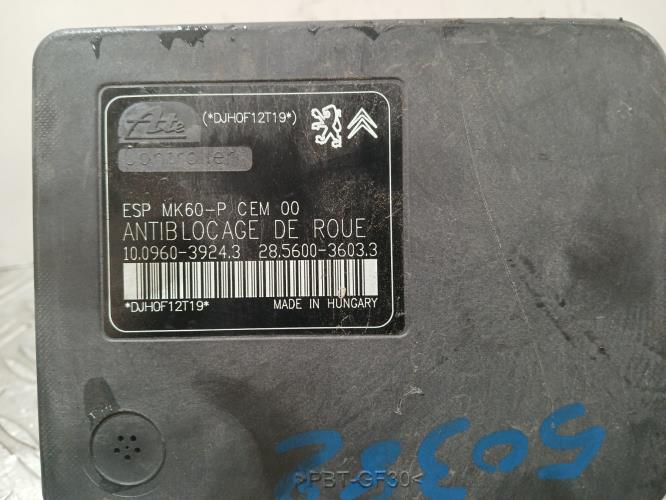 Ate (*DJHOF12T19*)
Controller
ESP MK60-P CEM 00
ANTIBLOCAGE DE ROUE
10.0960-3924.3 28.5600-3603.3
*DJHOF12T19* MADE IN HUNGARY
>PBT-GF30<